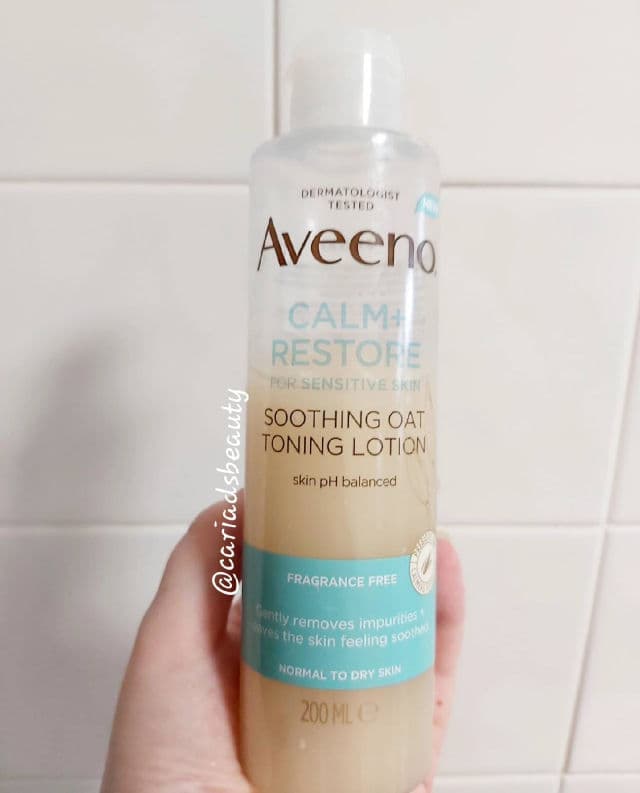 DERMATOLOGIST
TESTED
NEW
Aveeno®
CALM+
RESTORE
FOR SENSITIVE SKIN
SOOTHING OAT
TONING LOTION
skin pH balanced
@cariadsbeauty
FRAGRANCE FREE
Gently removes impurities +
leaves the skin feeling soothed
NORMAL TO DRY SKIN
200 ML ℮